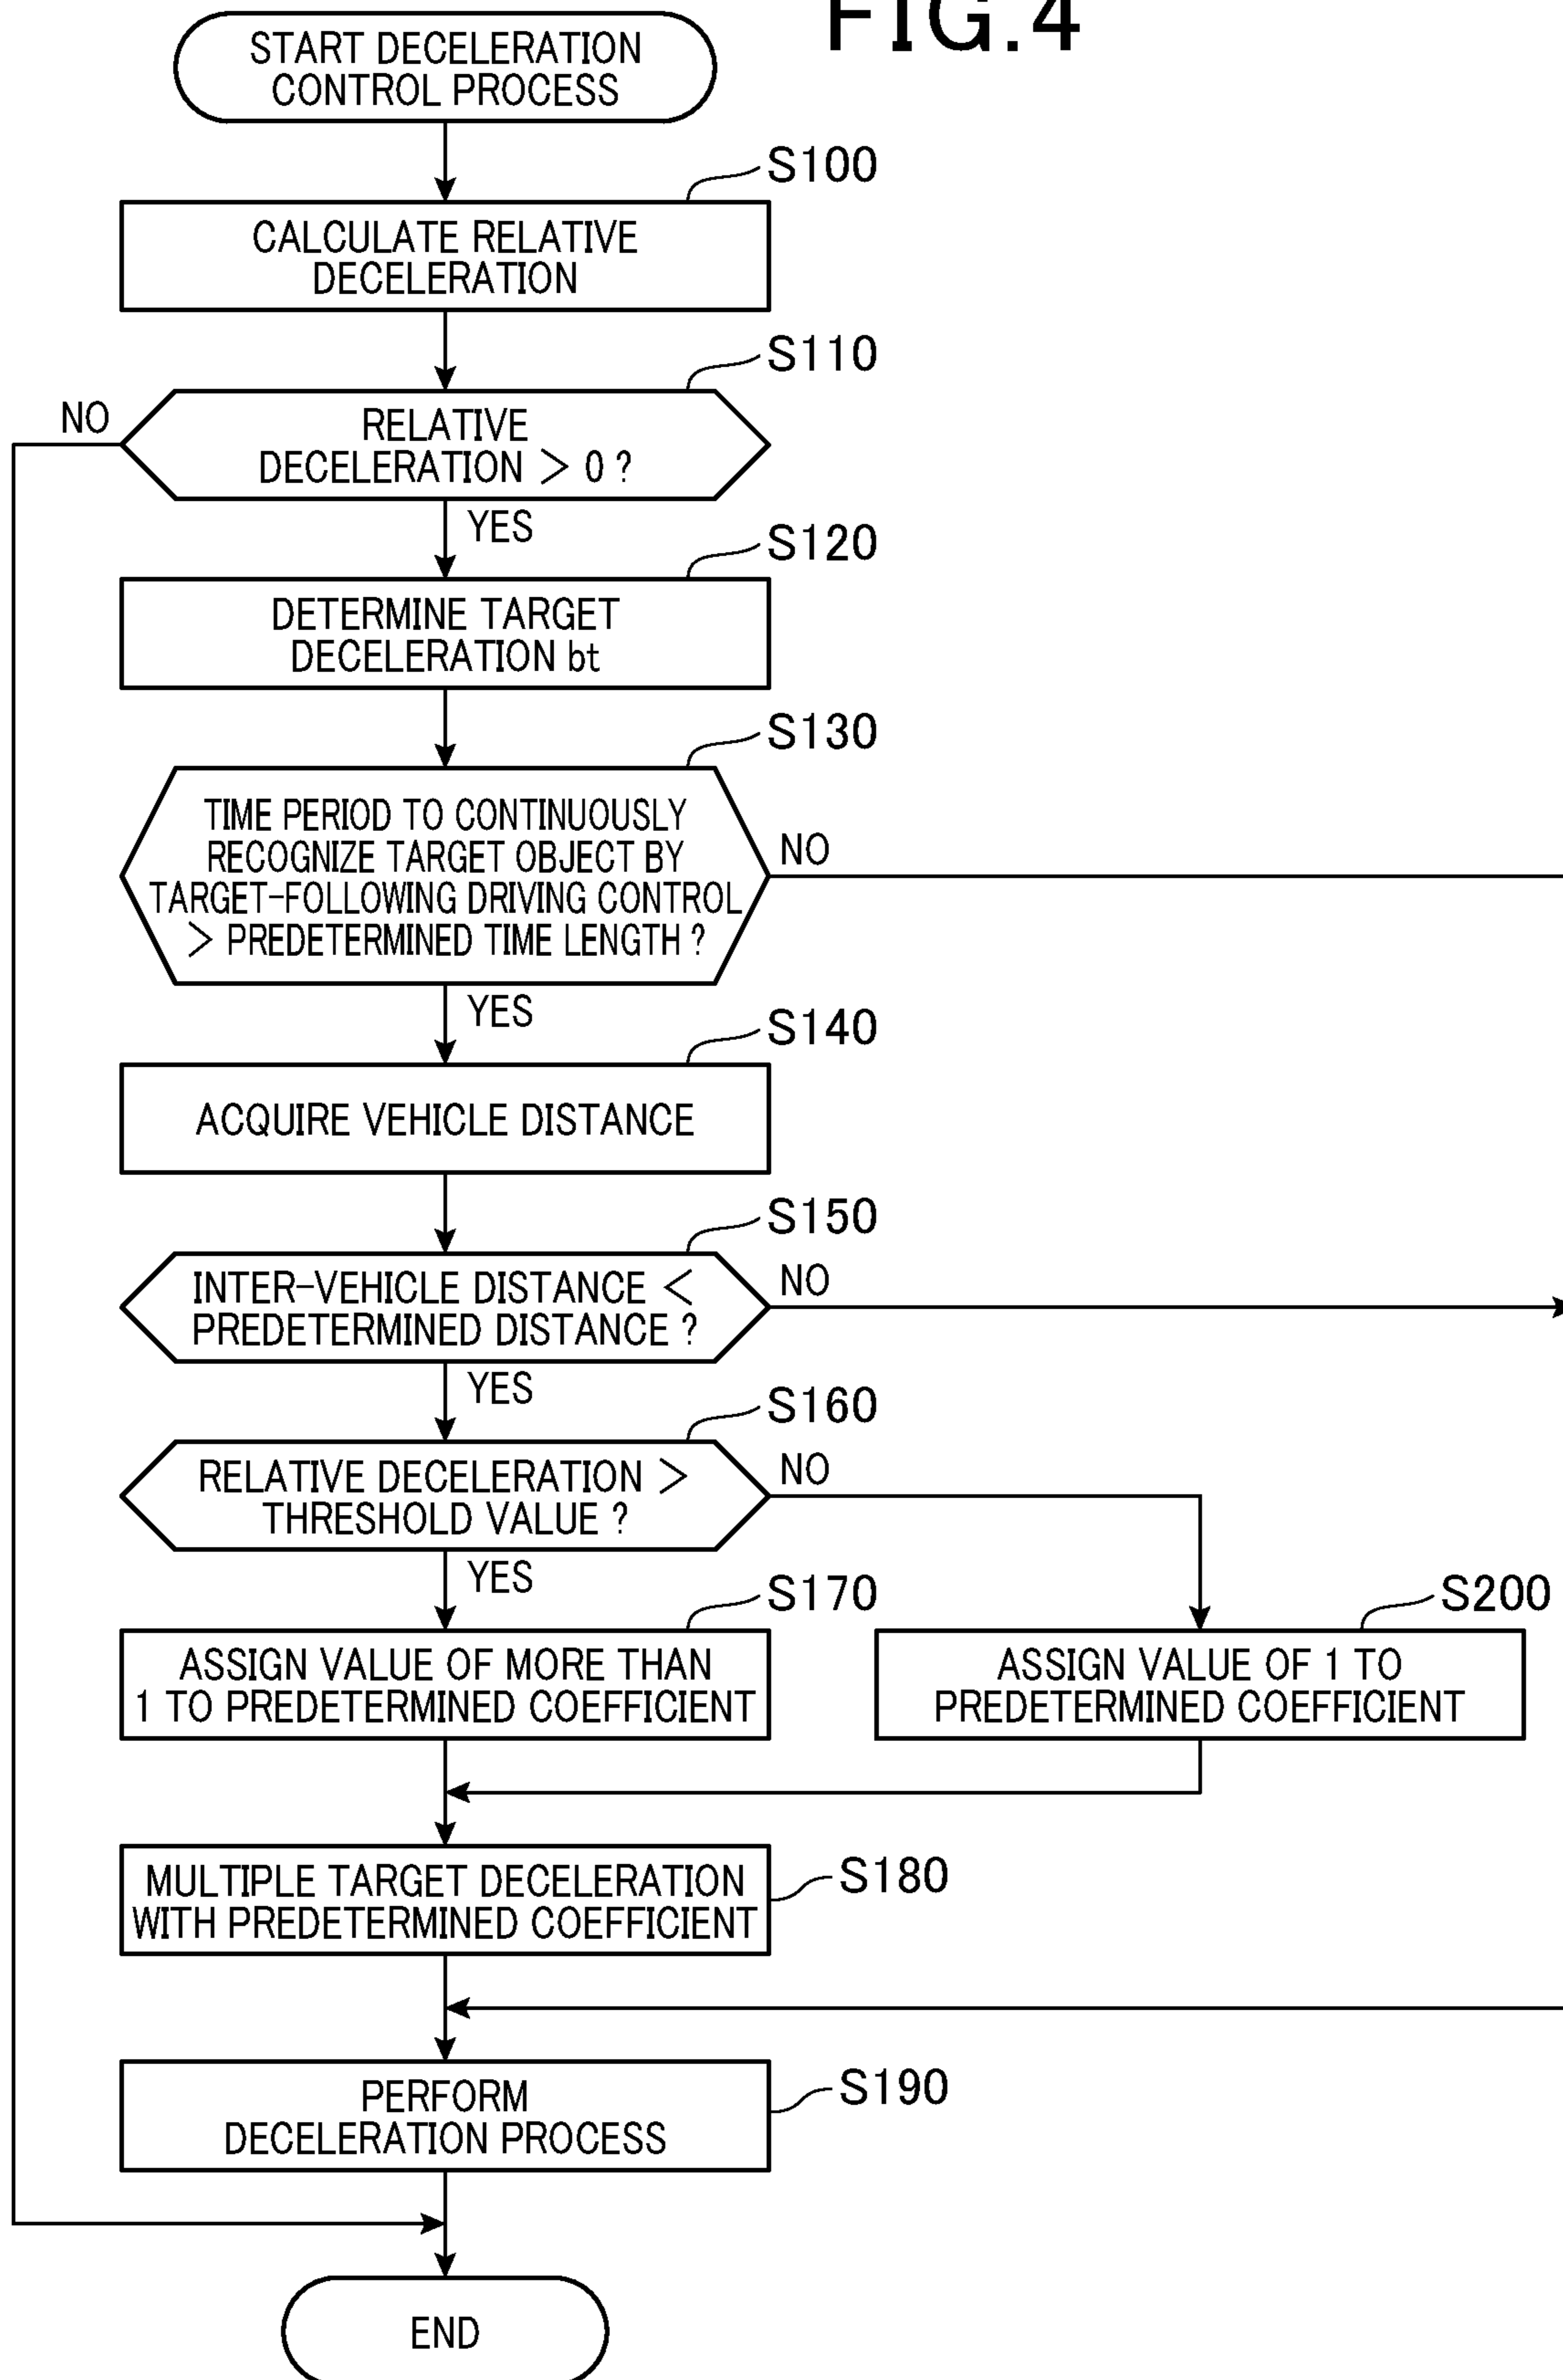 FIG.4
START DECELERATION
CONTROL PROCESS
S100
CALCULATE RELATIVE
DECELERATION
S110
NO
RELATIVE
DECELERATION > 0 ?
YES
S120
DETERMINE TARGET
DECELERATION bt
S130
TIME PERIOD TO CONTINUOUSLY
RECOGNIZE TARGET OBJECT BY
TARGET-FOLLOWING DRIVING CONTROL
> PREDETERMINED TIME LENGTH ?
NO
YES
S140
ACQUIRE VEHICLE DISTANCE
S150
INTER-VEHICLE DISTANCE <
PREDETERMINED DISTANCE ?
NO
YES
S160
RELATIVE DECELERATION >
THRESHOLD VALUE ?
NO
YES
S170
ASSIGN VALUE OF MORE THAN
1 TO PREDETERMINED COEFFICIENT
S200
ASSIGN VALUE OF 1 TO
PREDETERMINED COEFFICIENT
MULTIPLE TARGET DECELERATION
WITH PREDETERMINED COEFFICIENT
S180
PERFORM
DECELERATION PROCESS
S190
END